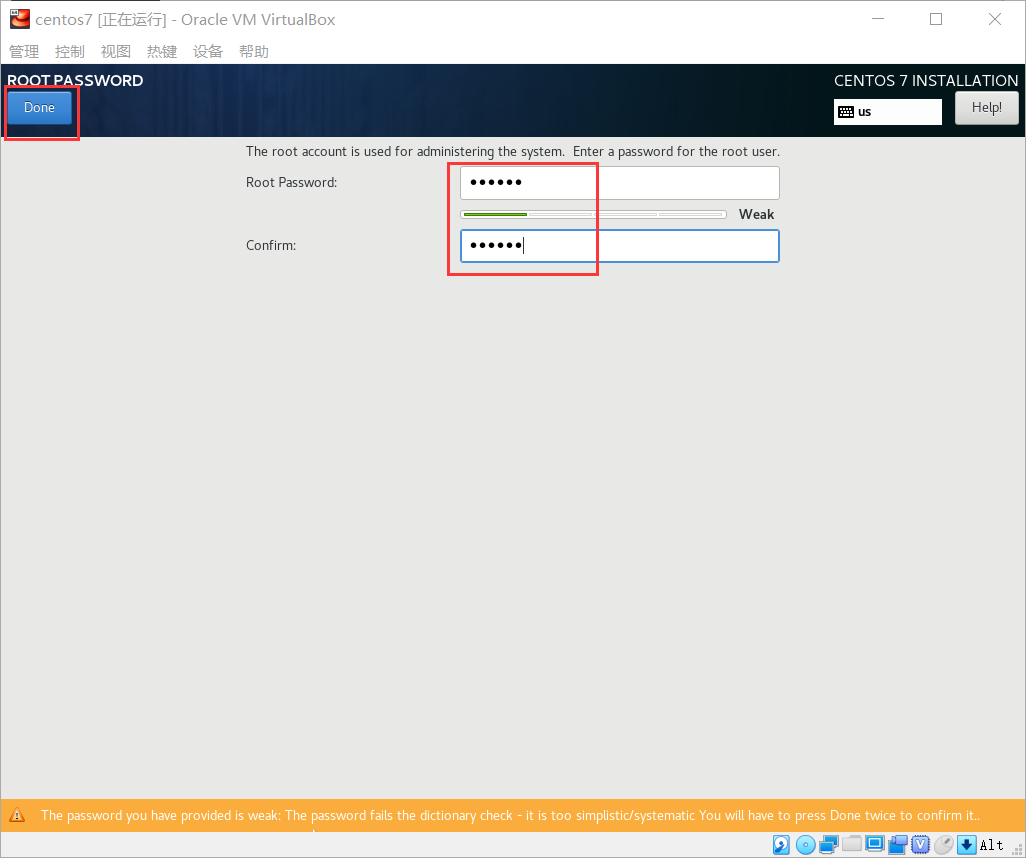 centos7 [正在运行] - Oracle VM VirtualBox
管理 控制 视图 热键 设备 帮助
ROOT PASSWORD
CENTOS 7 INSTALLATION
Done
us
Help!
The root account is used for administering the system.  Enter a password for the root user.
Root Password:
••••••
Weak
Confirm:
••••••
The password you have provided is weak: The password fails the dictionary check - it is too simplistic/systematic You will have to press Done twice to confirm it..
Alt